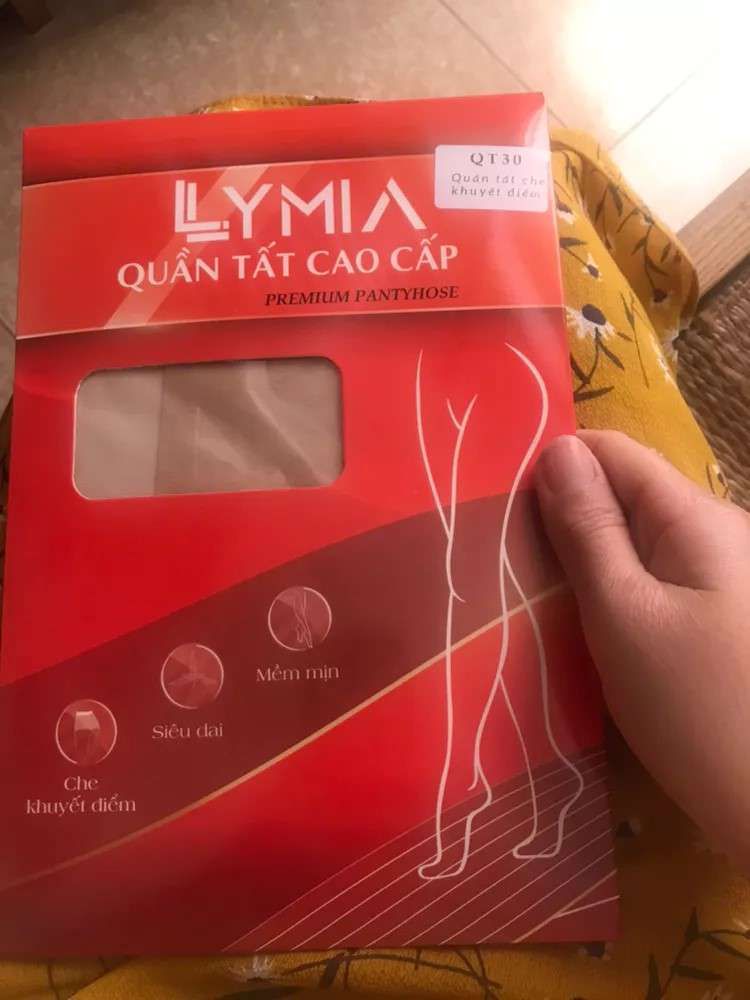 QT30
Quần tất che
khuyết điểm
LYMIA
QUẦN TẤT CAO CẤP
PREMIUM PANTYHOSE
Mềm mịn
Siêu dai
Che
khuyết điểm